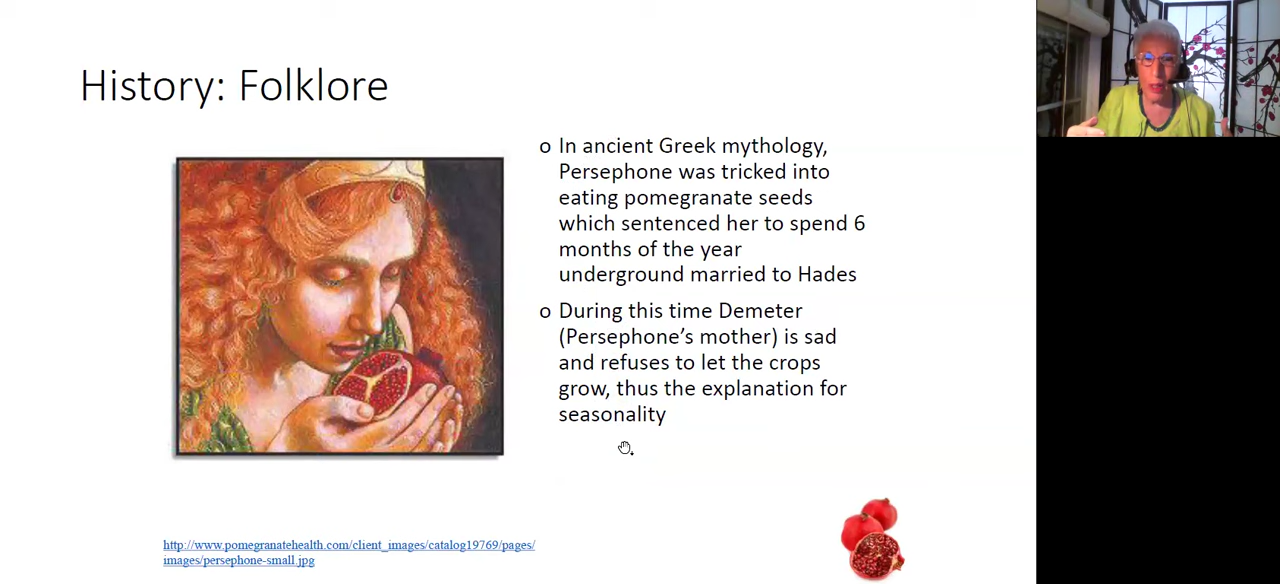 History: Folklore
o In ancient Greek mythology,
Persephone was tricked into
eating pomegranate seeds
which sentenced her to spend 6
months of the year
underground married to Hades
o During this time Demeter
(Persephone’s mother) is sad
and refuses to let the crops
grow, thus the explanation for
seasonality
http://www.pomegranatehealth.com/client_images/catalog19769/pages/
images/persephone-small.jpg